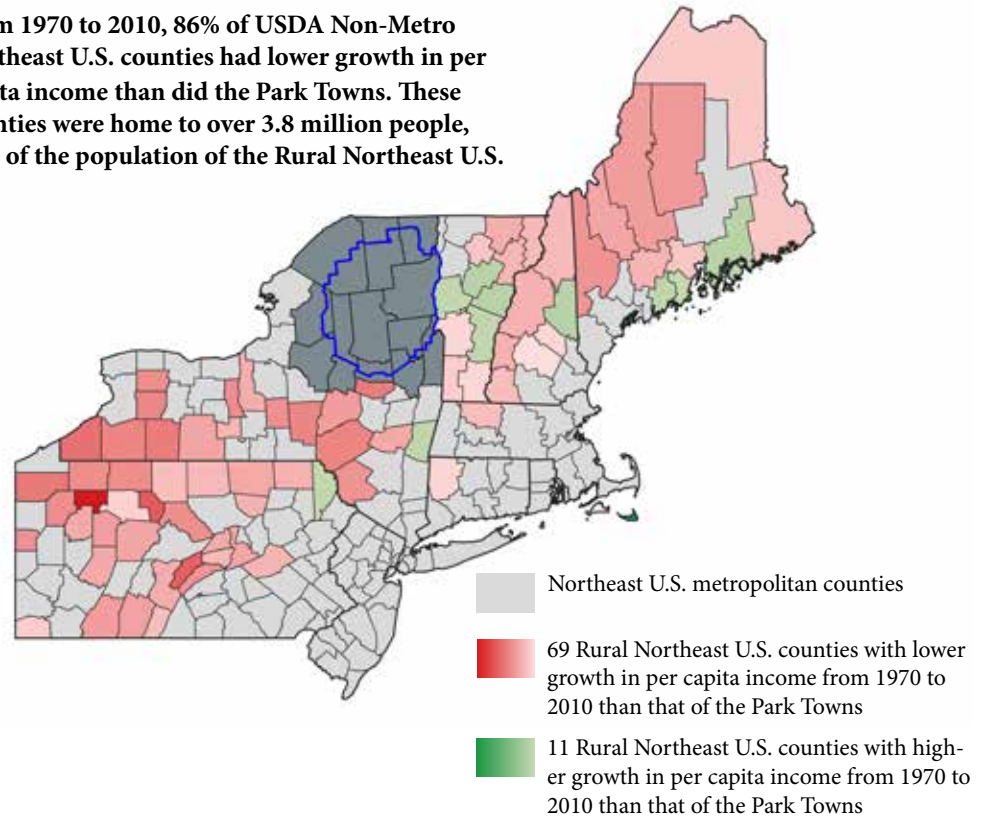 m 1970 to 2010, 86% of USDA Non-Metro
theast U.S. counties had lower growth in per
ta income than did the Park Towns. These
nties were home to over 3.8 million people,
of the population of the Rural Northeast U.S.
Northeast U.S. metropolitan counties
69 Rural Northeast U.S. counties with lower
growth in per capita income from 1970 to
2010 than that of the Park Towns
11 Rural Northeast U.S. counties with high-
er growth in per capita income from 1970 to
2010 than that of the Park Towns